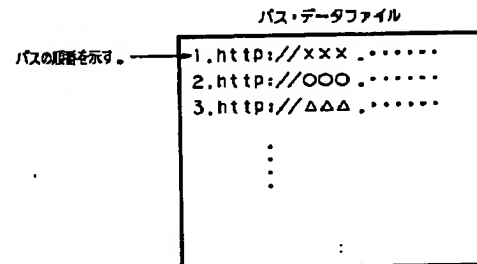 パス・データファイル
パスの順番を示す。
1.http://xxx.・・・・・・
2.http://○○○.・・・・・・
3.http://△△△.・・・・・・